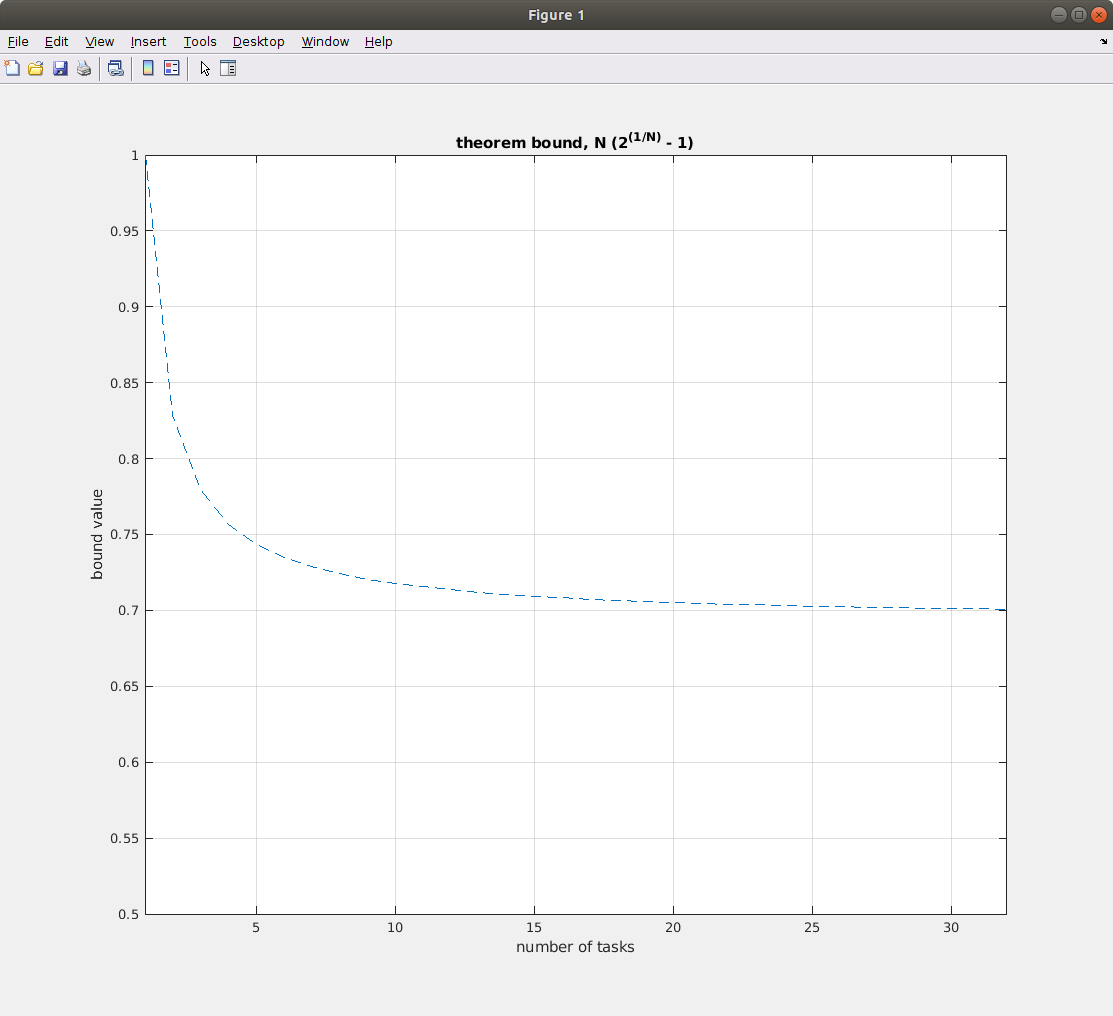 Figure 1
File Edit View Insert Tools Desktop Window Help
theorem bound, N (2^(1/N) - 1)
1
0.95
0.9
0.85
0.8
0.75
0.7
0.65
0.6
0.55
0.5
bound value
5 10 15 20 25 30
number of tasks